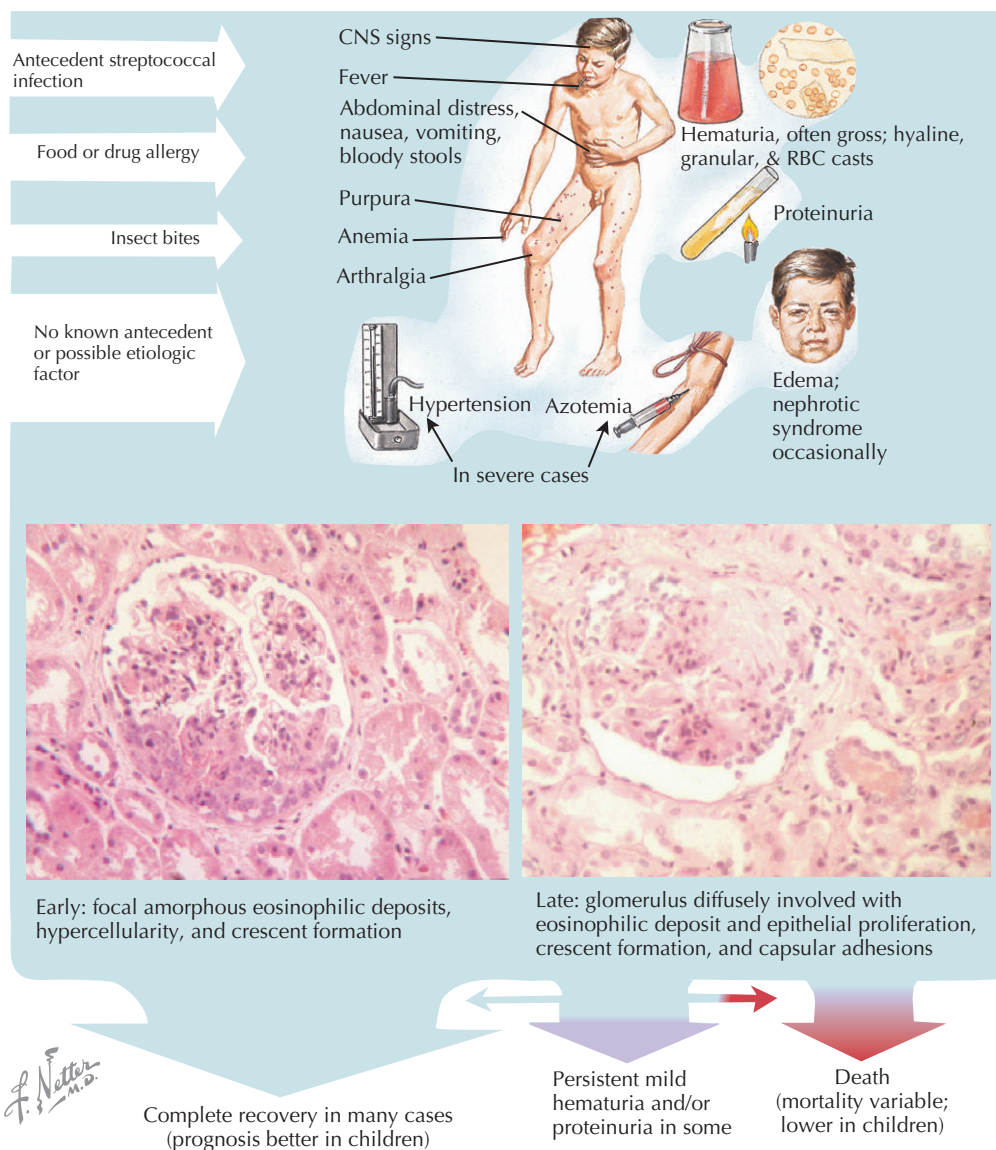 Antecedent streptococcal
infection
Food or drug allergy
Insect bites
No known antecedent
or possible etiologic
factor
CNS signs
Fever
Abdominal distress,
nausea, vomiting,
bloody stools
Purpura
Anemia
Arthralgia
Hematuria, often gross; hyaline,
granular, & RBC casts
Proteinuria
Edema;
nephrotic
syndrome
occasionally
Hypertension
Azotemia
In severe cases
Early: focal amorphous eosinophilic deposits,
hypercellularity, and crescent formation
Late: glomerulus diffusely involved with
eosinophilic deposit and epithelial proliferation,
crescent formation, and capsular adhesions
Complete recovery in many cases
(prognosis better in children)
Persistent mild
hematuria and/or
proteinuria in some
Death
(mortality variable;
lower in children)
F. Netter
M.D.